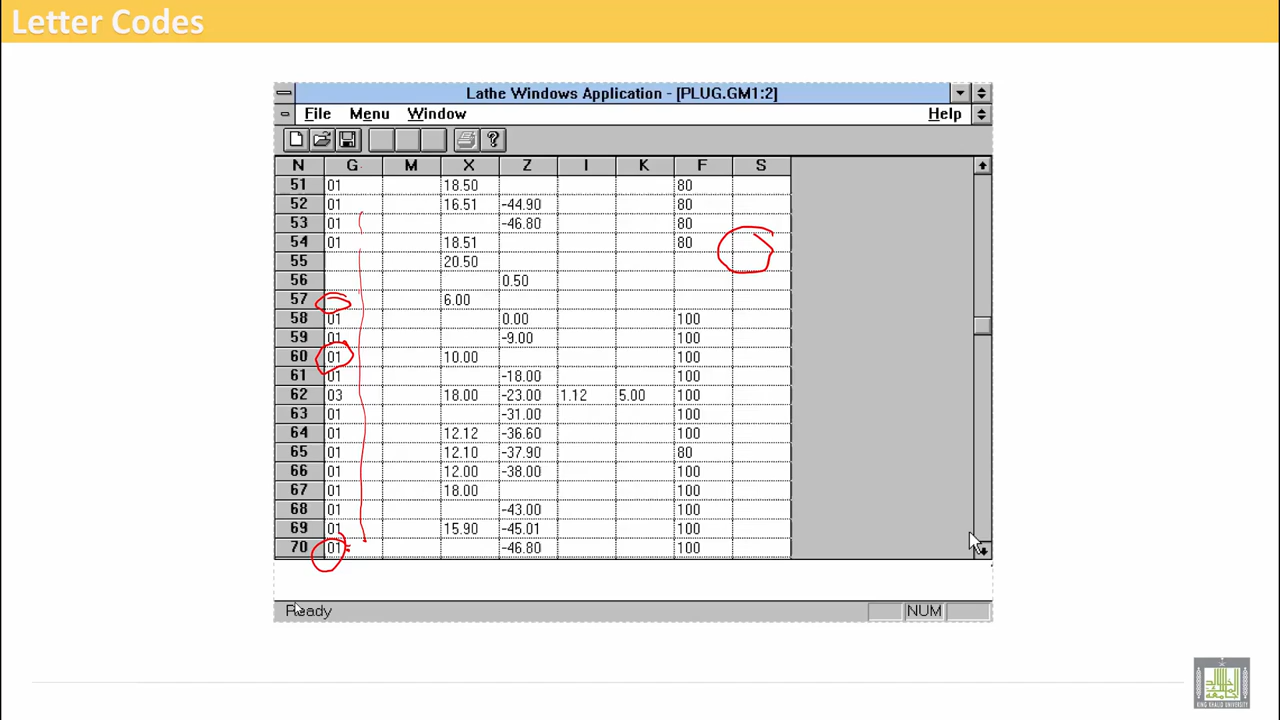 Letter Codes
Lathe Windows Application - [PLUG.GM1:2]
File Menu Window Help
N G M X Z I K F S
51 01 18.50 80
52 01 16.51 -44.90 80
53 01 -46.80 80
54 01 18.51 80
55 20.50
56 0.50
57 6.00
58 01 0.00 100
59 01 -9.00 100
60 01 10.00 100
61 01 -18.00 100
62 03 18.00 -23.00 1.12 5.00 100
63 01 -31.00 100
64 01 12.12 -36.60 100
65 01 12.10 -37.90 80
66 01 12.00 -38.00 100
67 01 18.00 100
68 01 -43.00 100
69 01 15.90 -45.01 100
70 01 -46.80 100
Ready NUM
KING KHALID UNIVERSITY